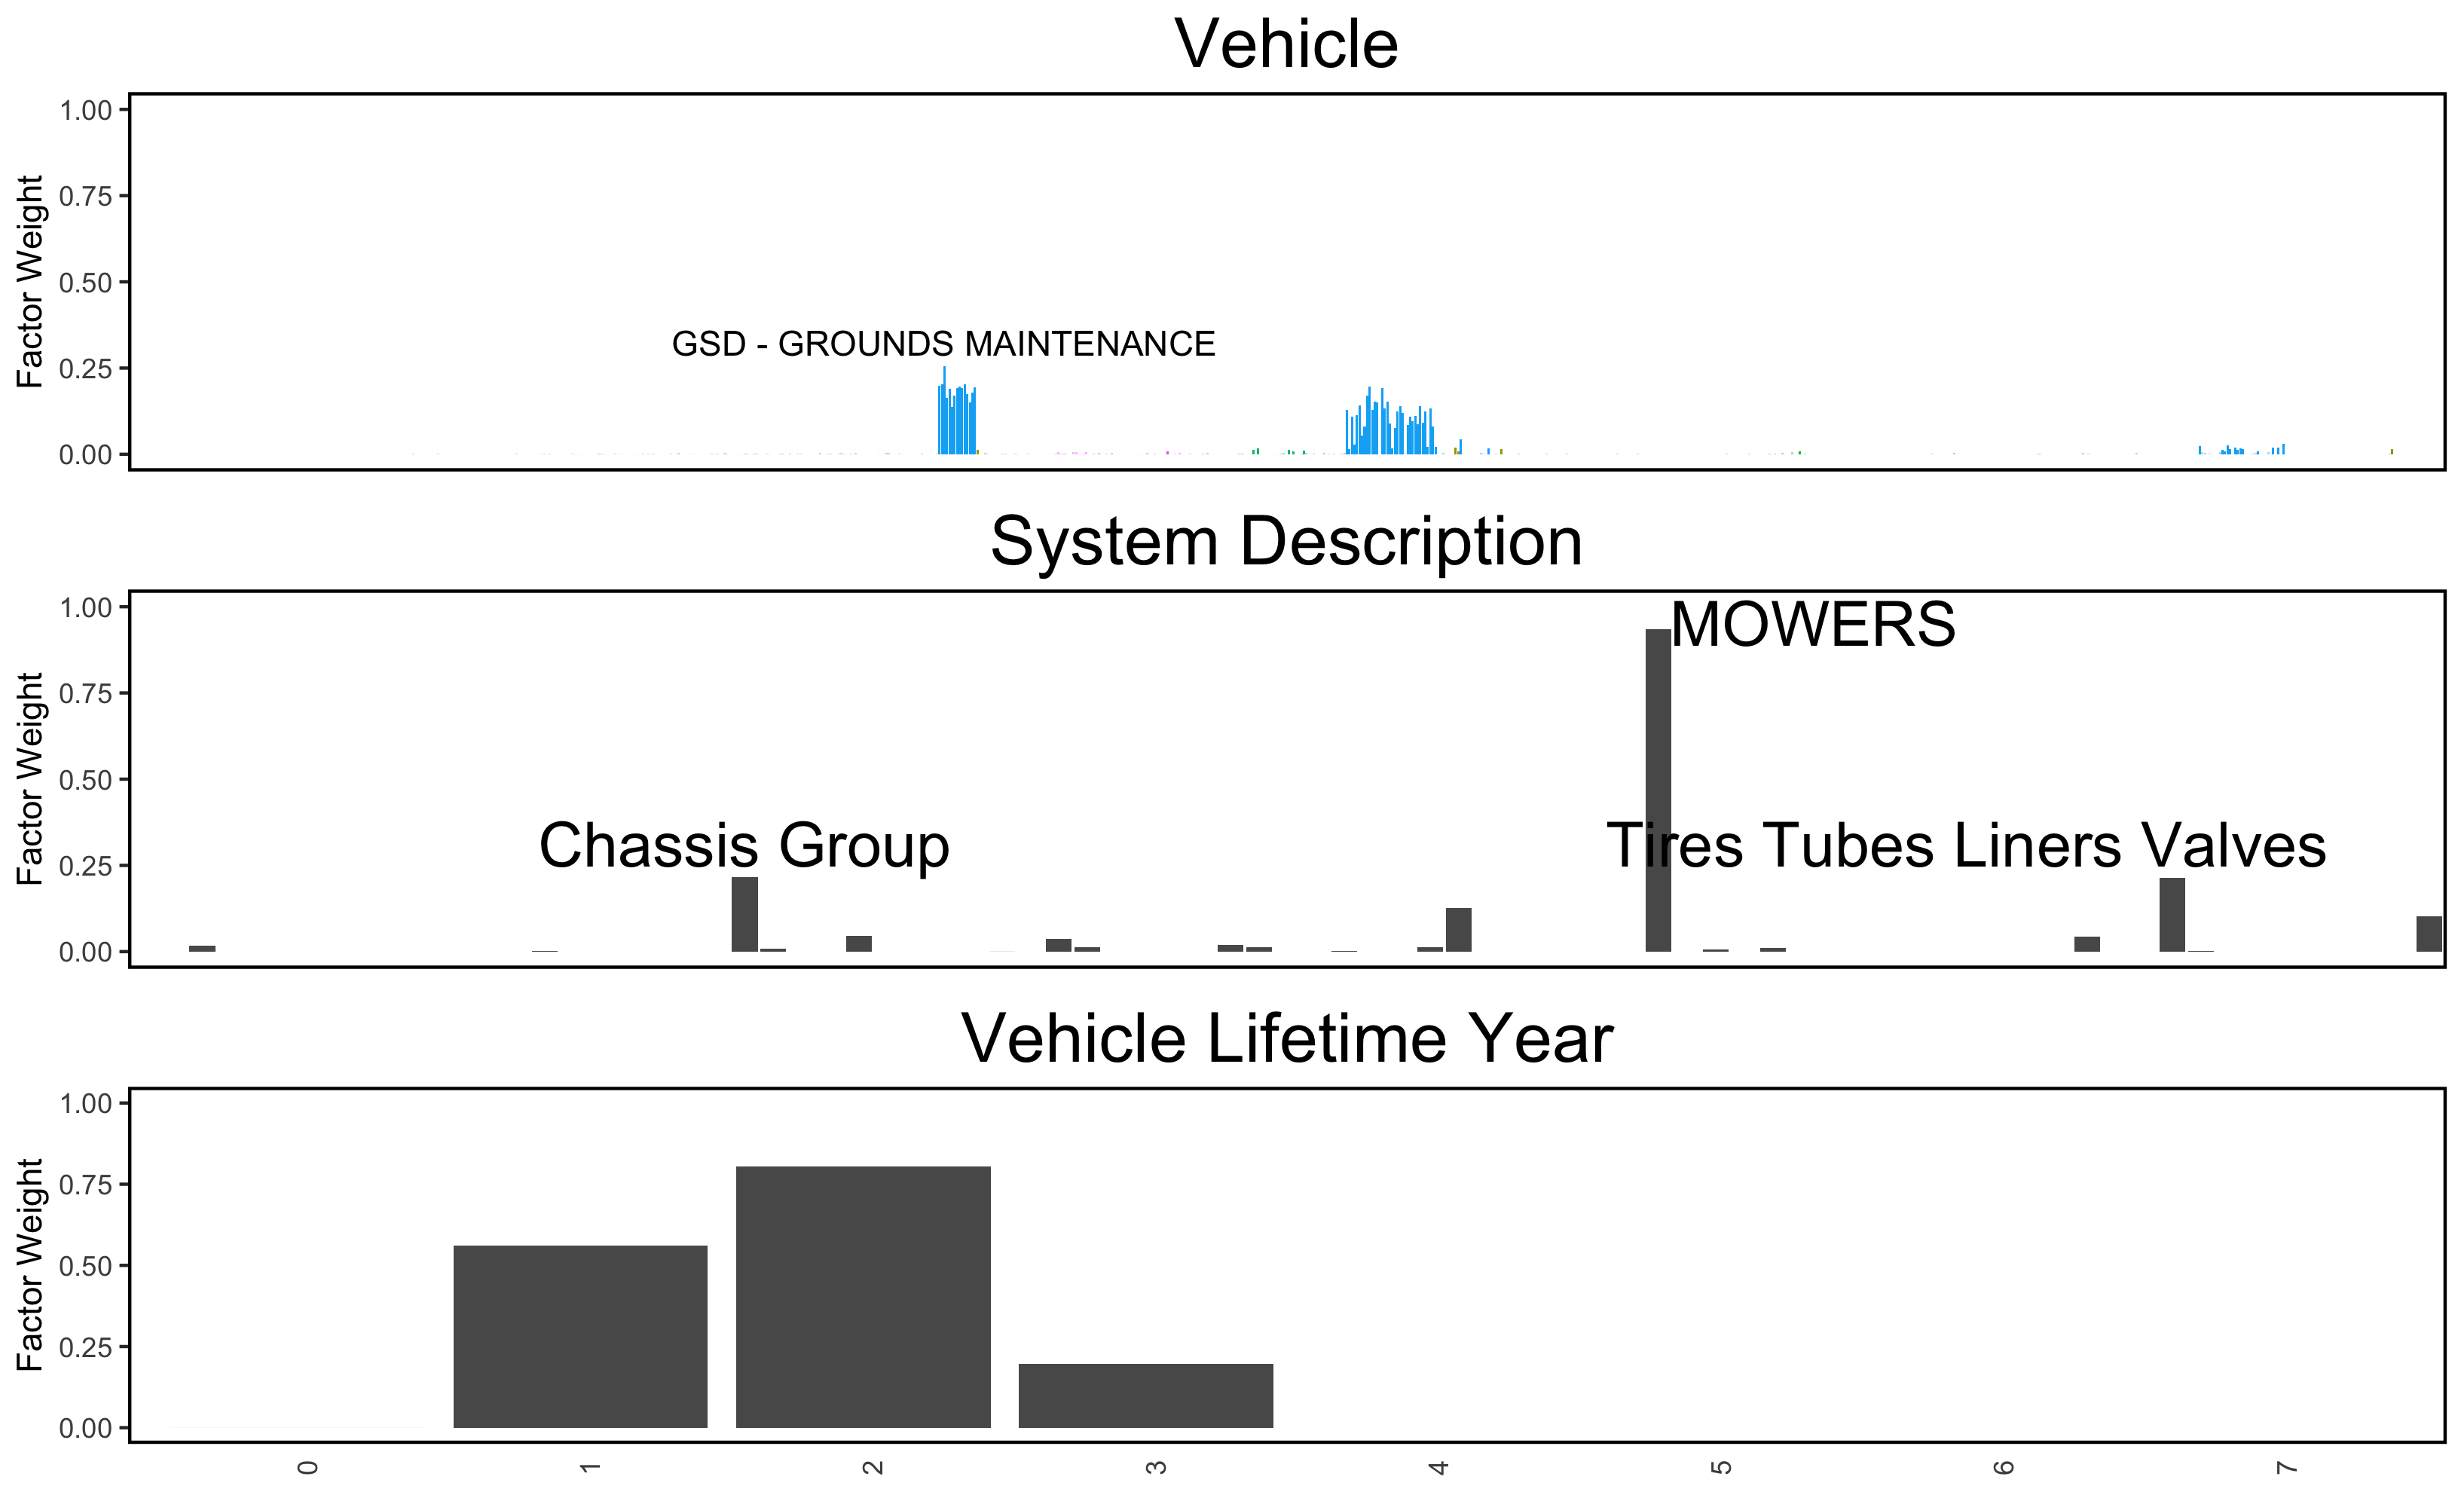 Vehicle
Factor Weight
1.00
0.75
0.50
0.25
0.00
GSD - GROUNDS MAINTENANCE
System Description
Factor Weight
1.00
0.75
0.50
0.25
0.00
MOWERS
Chassis Group
Tires Tubes Liners Valves
Vehicle Lifetime Year
Factor Weight
1.00
0.75
0.50
0.25
0.00
0 1 2 3 4 5 6 7